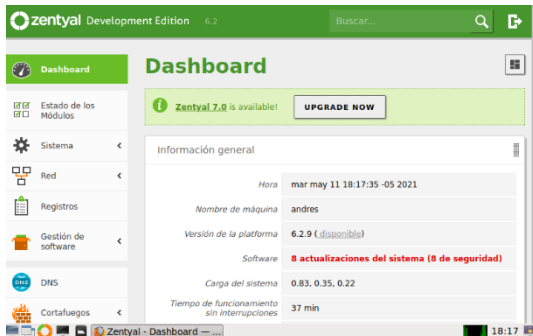 zentyal Development Edition 6.2
Buscar...
Dashboard
Estado de los
Módulos
Sistema
Red
Registros
Gestión de
software
DNS
Cortafuegos
Dashboard
Zentyal 7.0 is available!
UPGRADE NOW
Información general
Hora mar may 11 18:17:35 -05 2021
Nombre de máquina andres
Versión de la plataforma 6.2.9 ( disponible)
Software 8 actualizaciones del sistema (8 de seguridad)
Carga del sistema 0.83, 0.35, 0.22
Tiempo de funcionamiento
sin interrupciones 37 min
Zentyal - Dashboard — ...
18:17